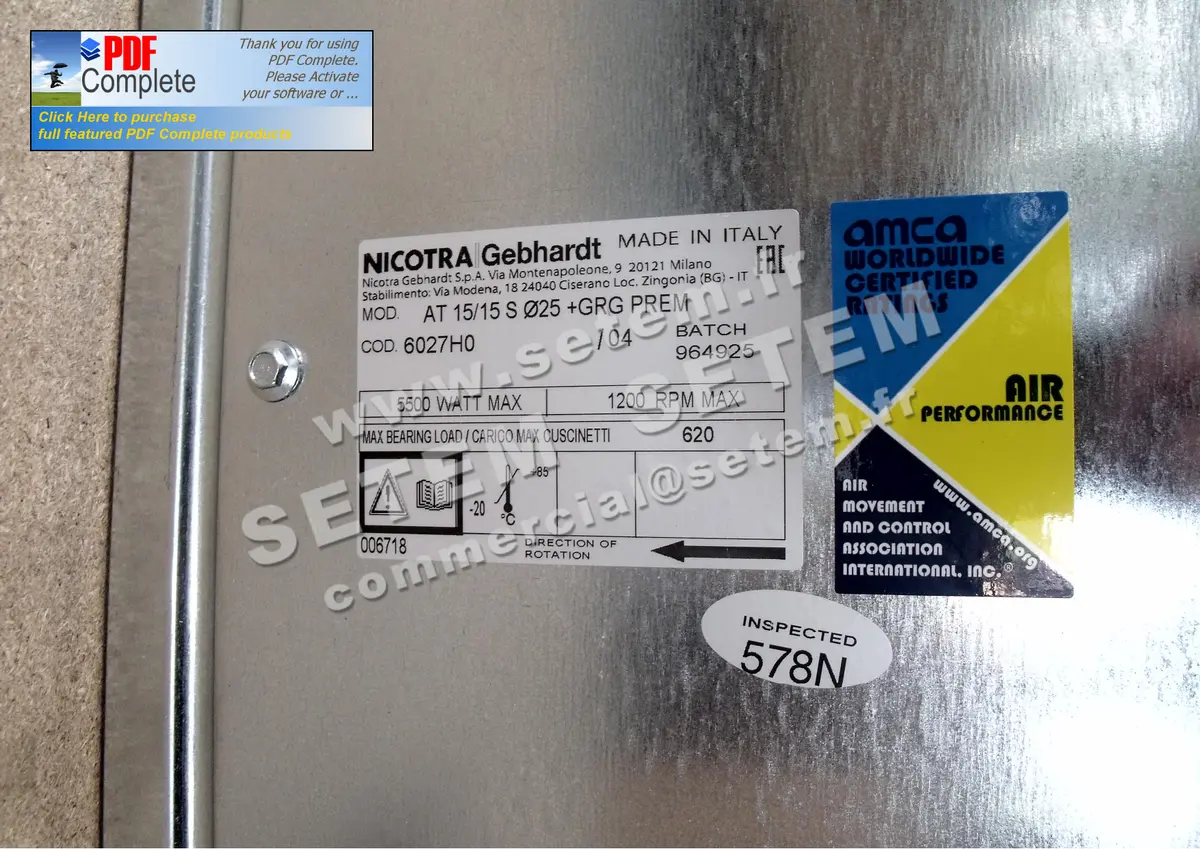 PDF
Complete
Thank you for using
PDF Complete.
Please Activate
your software or ...
Click Here to purchase
full featured PDF Complete products
NICOTRA Gebhardt MADE IN ITALY
Nicotra Gebhardt S.p.A. Via Montenapoleone, 9 20121 Milano
Stabilimento: Via Modena, 18 24040 Ciserano Loc. Zingonia (BG) - IT
EAC
MOD. AT 15/15 S Ø25 +GRG PREM
COD. 6027H0 /04 BATCH
964925
5500 WATT MAX 1200 RPM MAX
MAX BEARING LOAD / CARICO MAX CUSCINETTI 620
-20 +85
°C
006718 DIRECTION OF
ROTATION
amca
WORLDWIDE
CERTIFIED
RATINGS
AIR
PERFORMANCE
AIR
MOVEMENT
AND CONTROL
ASSOCIATION
INTERNATIONAL, INC.®
www.amca.org
INSPECTED
578N
www.setem.fr
SETEM SETEM
commercial@setem.fr